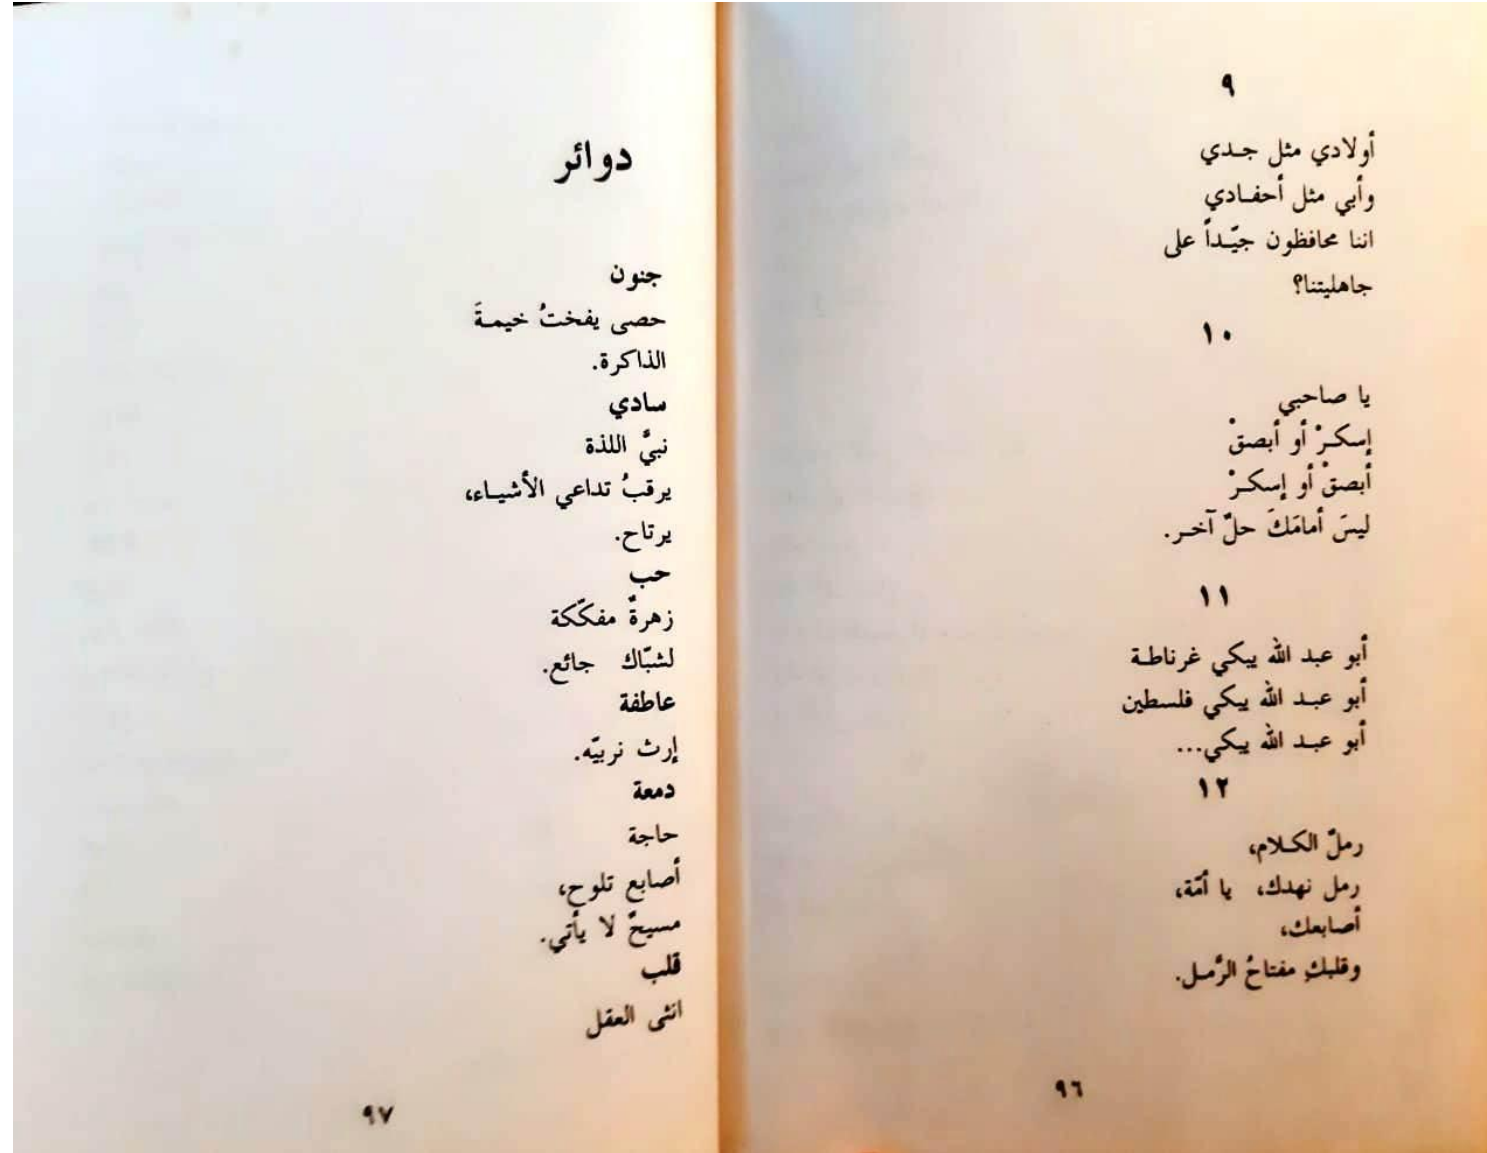 ٩
أولادي مثل جدي
وأبي مثل أحفادي
اننا محافظون جيّداً على
جاهليتنا؟
١٠
يا صاحبي
إسكرْ أو أبصقْ
أبصقْ أو إسكرْ
ليسَ أمامَكَ حلّ آخر.
١١
أبو عبد الله يبكي غرناطة
أبو عبد الله يبكي فلسطين
أبو عبد الله يبكي...
١٢
رملّ الكلام،
رمل نهدك، يا أمّة،
أصابعك،
وقلبكِ مفتاحُ الرَّمل.
٩٦
دوائر
جنون
حصى يفختُ خيمةَ
الذاكرة.
سادي
نبيَّ اللذة
يرقبُ تداعي الأشياء،
يرتاح.
حب
زهرةٌ مفكّكة
لشبّاك جائع.
عاطفة
إرث نربيّه.
دمعة
حاجة
أصابع تلوح،
مسيحٌ لا يأتي.
قلب
انثى العقل
٩٧